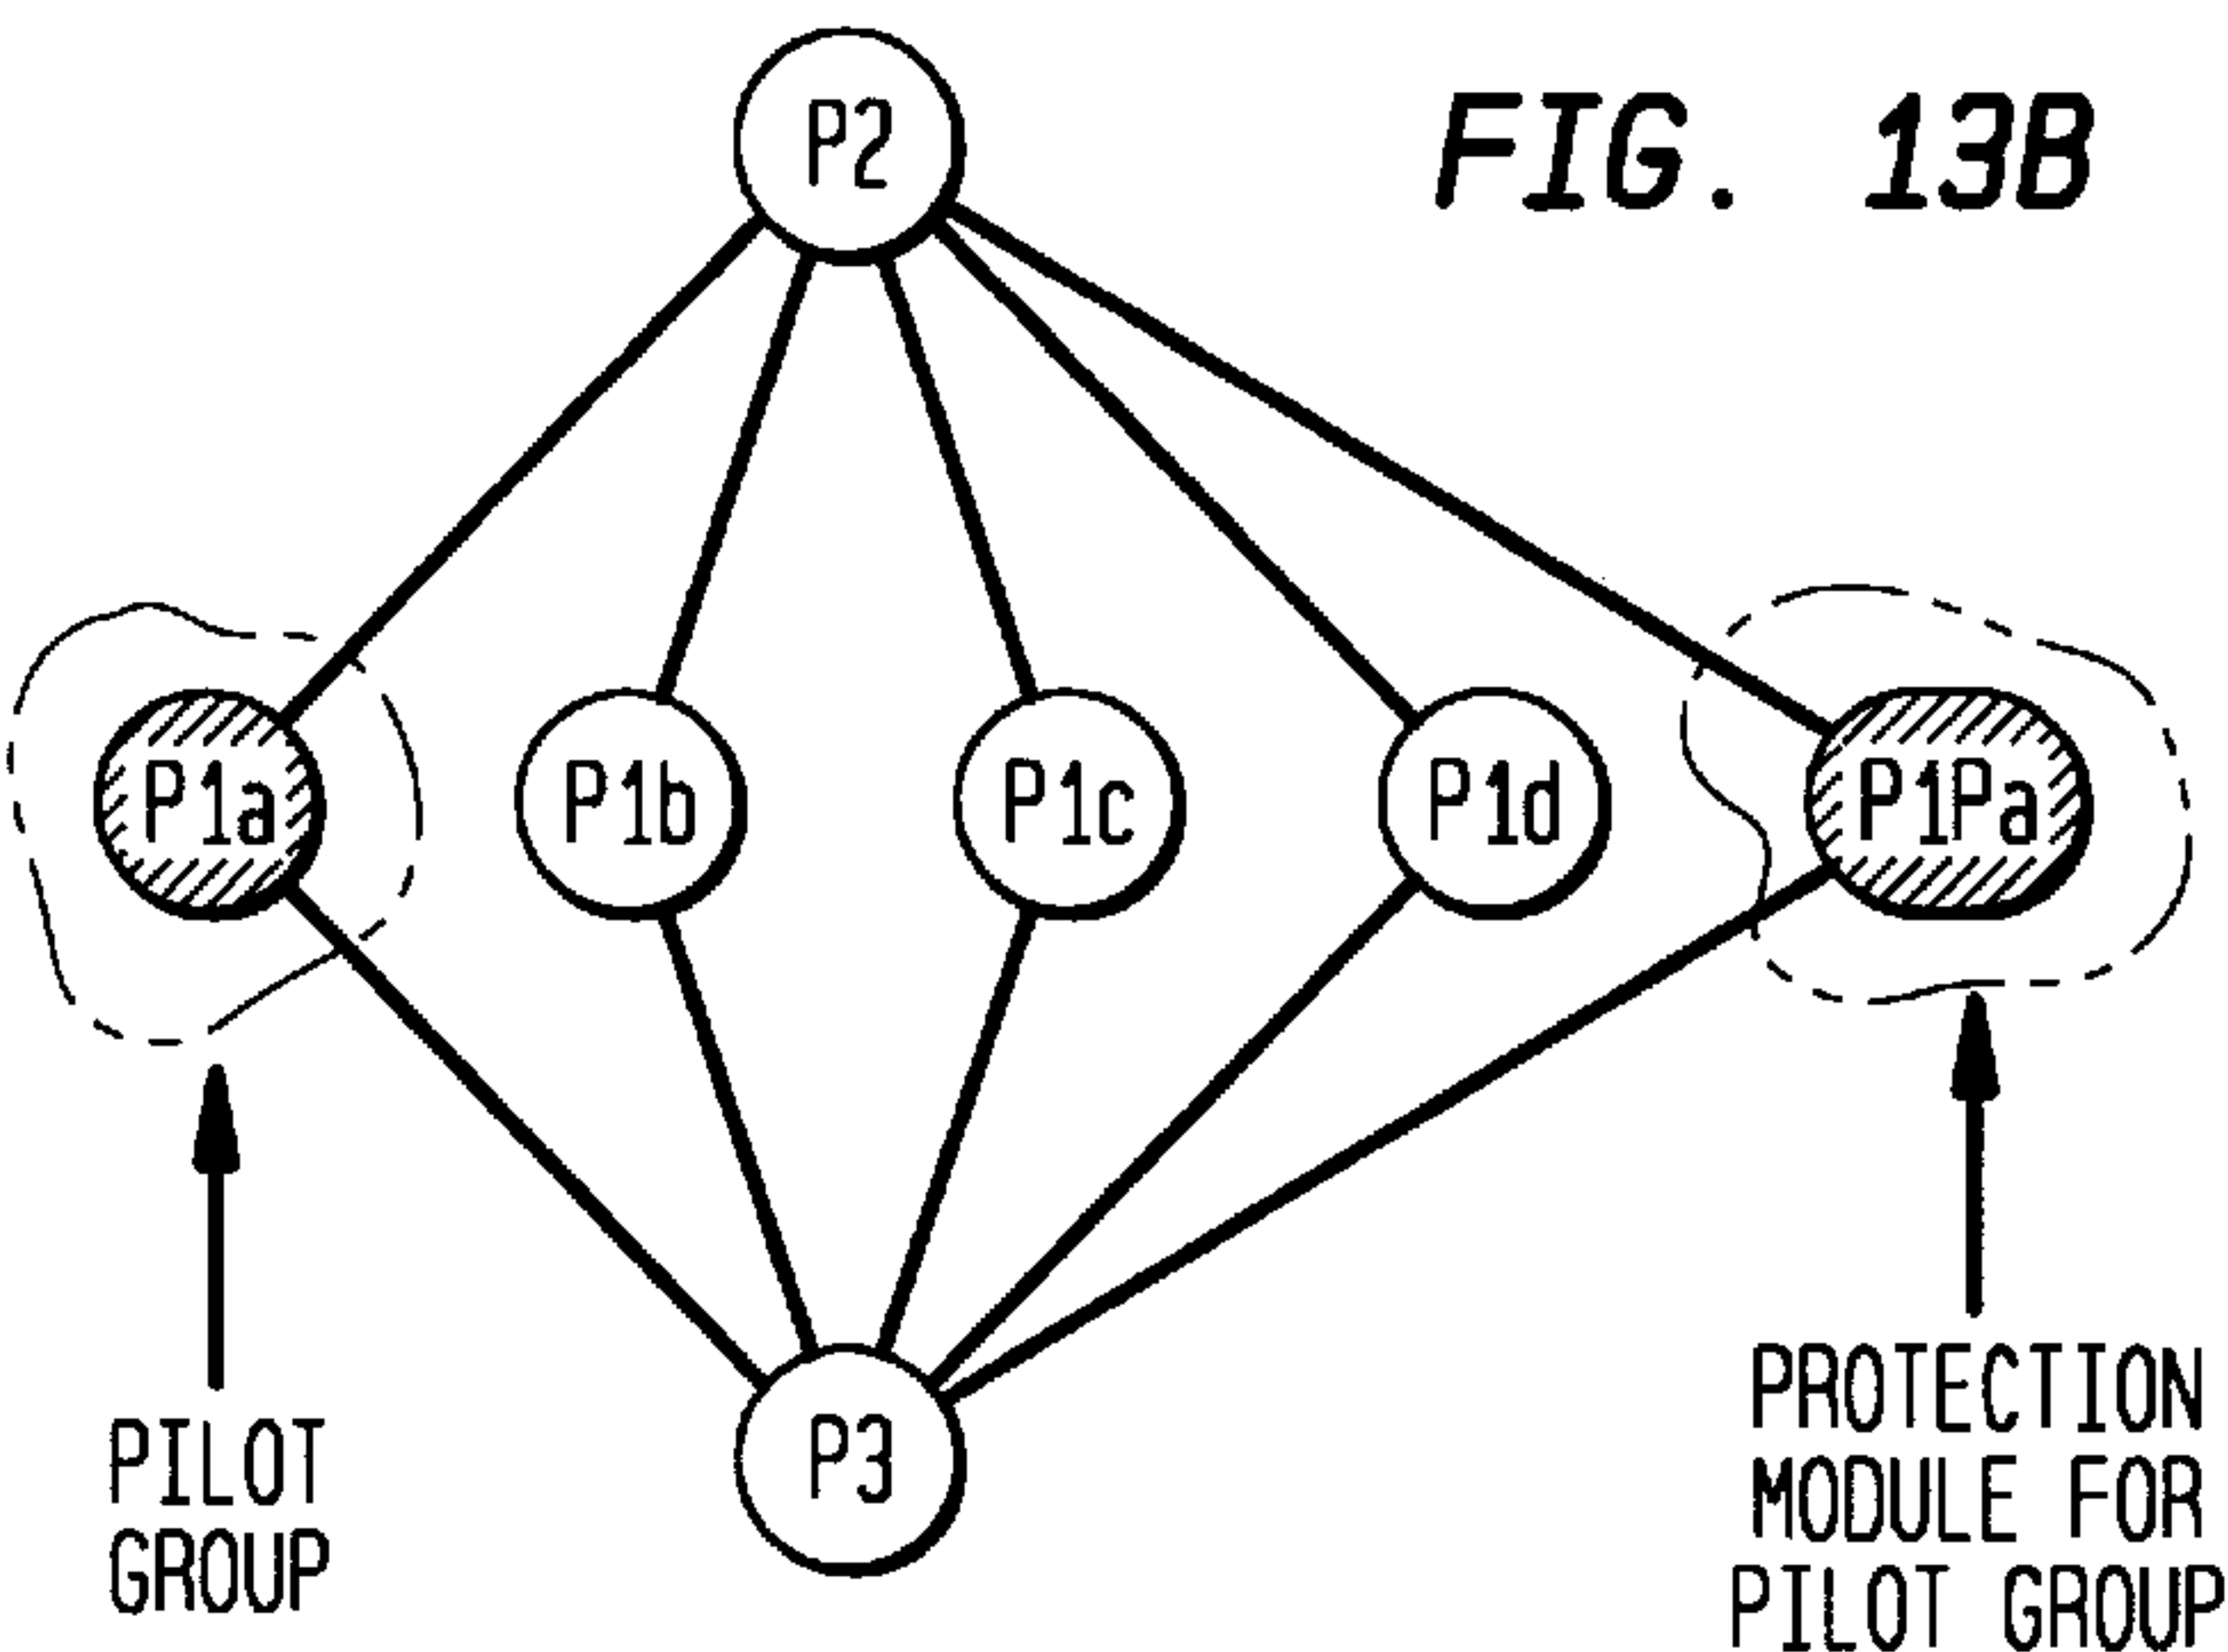 P2
FIG. 13B
P1a
P1b
P1c
P1d
P1Pa
P3
PILOT
GROUP
PROTECTION
MODULE FOR
PILOT GROUP